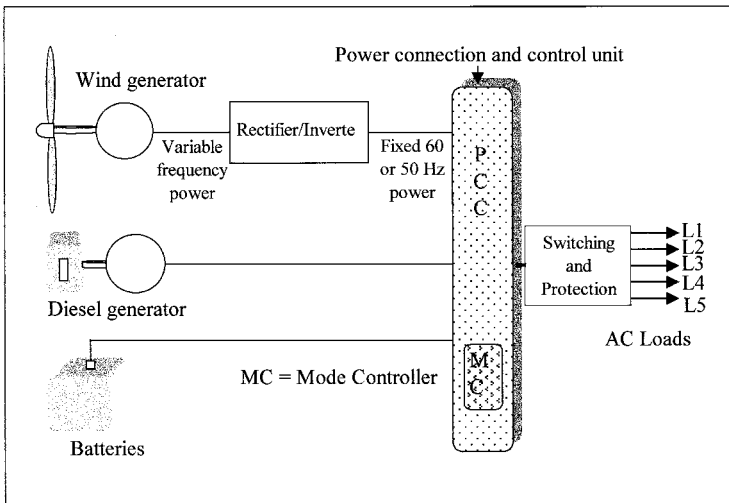 Power connection and control unit
Wind generator
Rectifier/Inverte
Variable
frequency
power
Fixed 60
or 50 Hz
power
P
C
C
Diesel generator
Switching
and
Protection
L1
L2
L3
L4
L5
AC Loads
MC = Mode Controller
M
C
Batteries